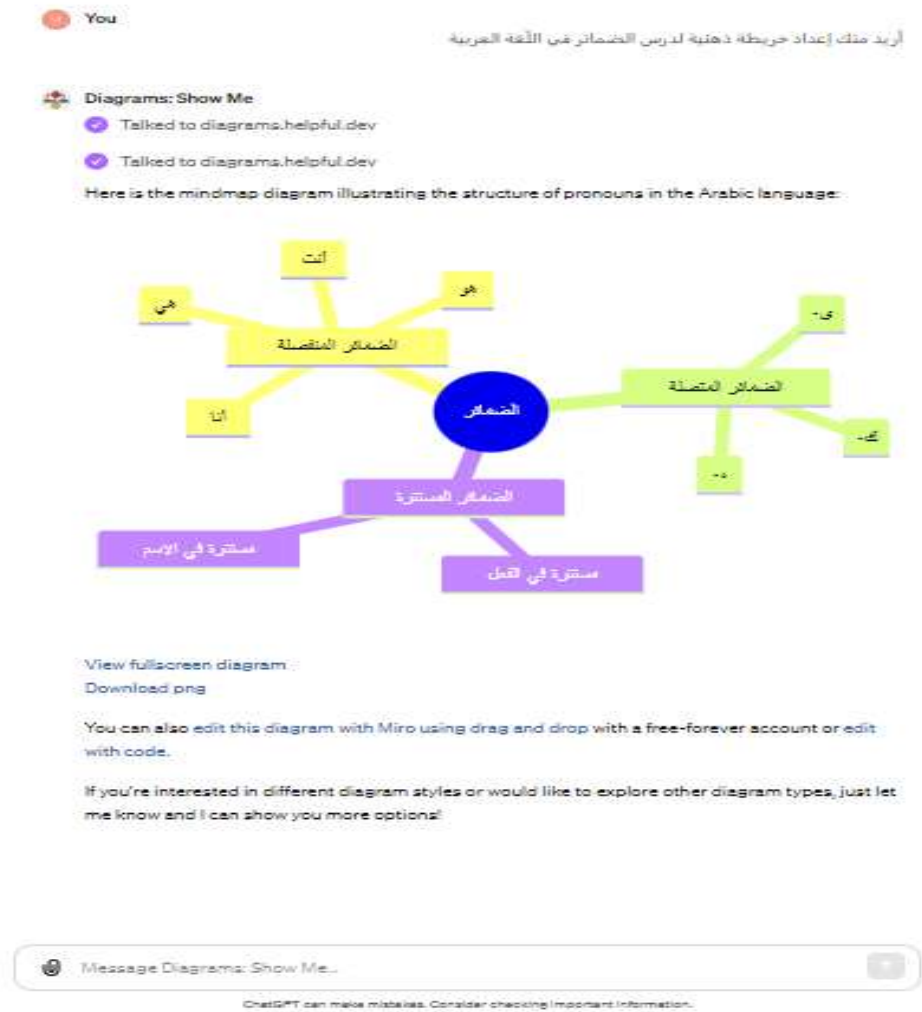 You
أريد منك إعداد خريطة ذهنية لدرس الضمائر في اللّغة العربية
Diagrams: Show Me
Talked to diagrams.helpful.dev
Talked to diagrams.helpful.dev
Here is the mindmap diagram illustrating the structure of pronouns in the Arabic language:
أنت
هو
هي
الضمائر المنفصلة
أنا
ـي-
الضمائر المتصلة
الضمائر
ـك-
ـه-
الضمائر المستترة
مستترة في الاسم
مستترة في الفعل
View fullscreen diagram
Download png
You can also edit this diagram with Miro using drag and drop with a free-forever account or edit
with code.
If you're interested in different diagram styles or would like to explore other diagram types, just let
me know and I can show you more options!
Message Diagrams: Show Me...
ChatGPT can make mistakes. Consider checking important information.